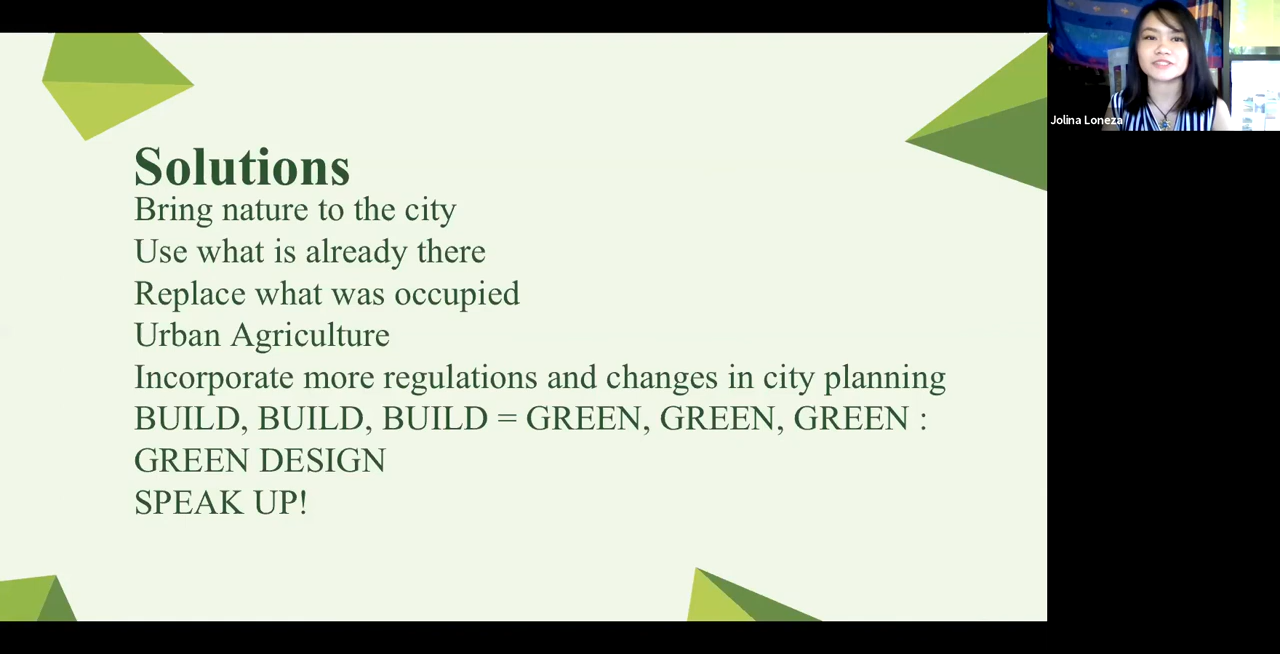 Solutions
Bring nature to the city
Use what is already there
Replace what was occupied
Urban Agriculture
Incorporate more regulations and changes in city planning
BUILD, BUILD, BUILD = GREEN, GREEN, GREEN :
GREEN DESIGN
SPEAK UP!
Jolina Loneza